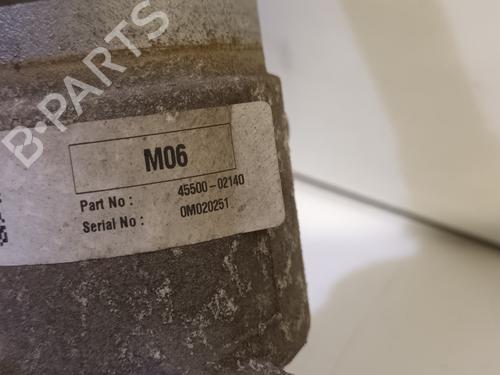 B-PARTS
M06
Part No : 45500-02140
Serial No : 0M020251